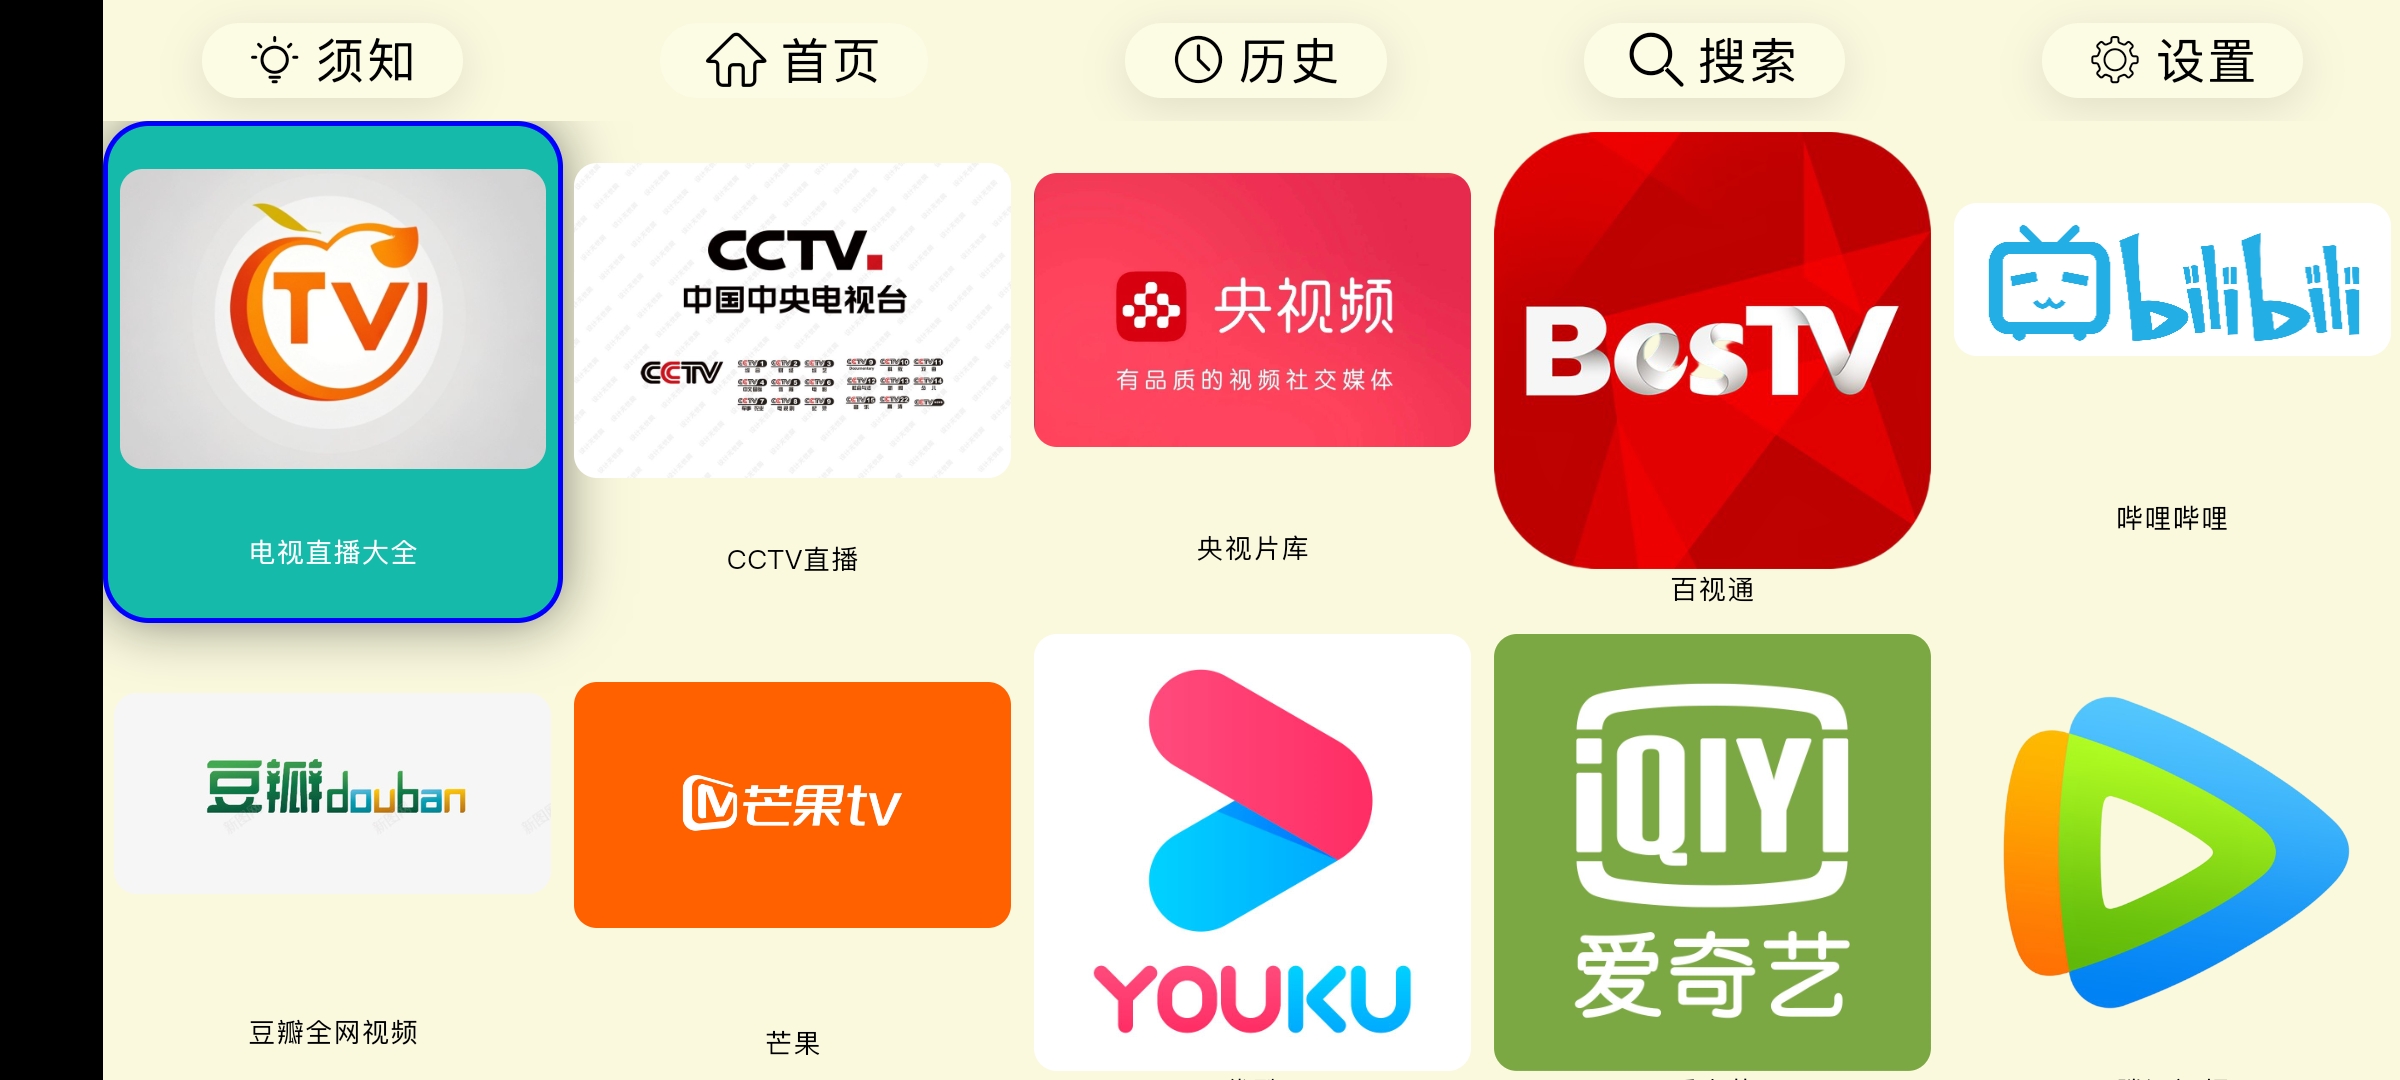 须知
首页
历史
搜索
设置
TV
电视直播大全
CCTV.
中国中央电视台
CCTV
CCTV直播
央视频
有品质的视频社交媒体
央视片库
BesTV
百视通
bilibili
哔哩哔哩
豆瓣douban
豆瓣全网视频
芒果tv
芒果
YOUKU
iQIYI
爱奇艺